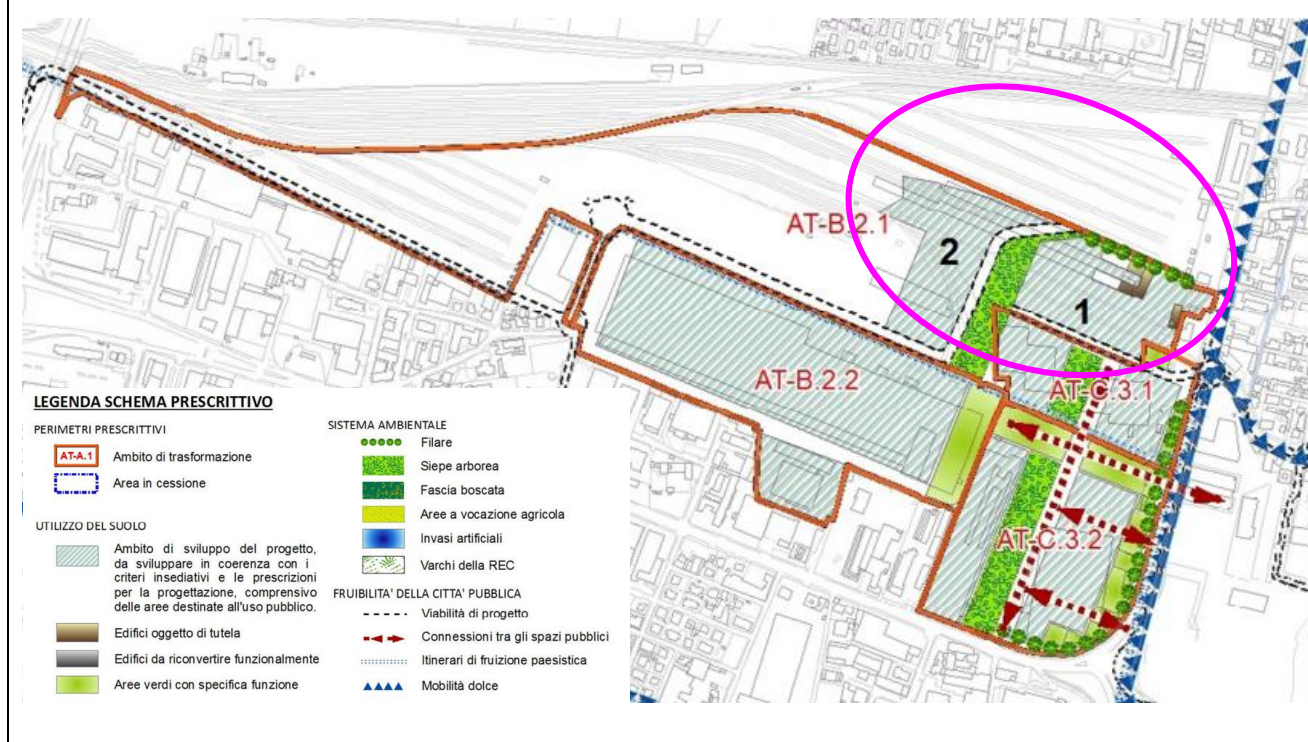 AT-B.2.1
2
1
AT-B.2.2
AT-C.3.1
AT-C.3.2
LEGENDA SCHEMA PRESCRITTIVO
PERIMETRI PRESCRITTIVI
AT-A.1 Ambito di trasformazione
Area in cessione
UTILIZZO DEL SUOLO
Ambito di sviluppo del progetto,
da sviluppare in coerenza con i
criteri insediativi e le prescrizioni
per la progettazione, comprensivo
delle aree destinate all'uso pubblico.
Edifici oggetto di tutela
Edifici da riconvertire funzionalmente
Aree verdi con specifica funzione
SISTEMA AMBIENTALE
Filare
Siepe arborea
Fascia boscata
Aree a vocazione agricola
Invasi artificiali
Varchi della REC
FRUIBILITA' DELLA CITTA' PUBBLICA
Viabilità di progetto
Connessioni tra gli spazi pubblici
Itinerari di fruizione paesistica
Mobilità dolce